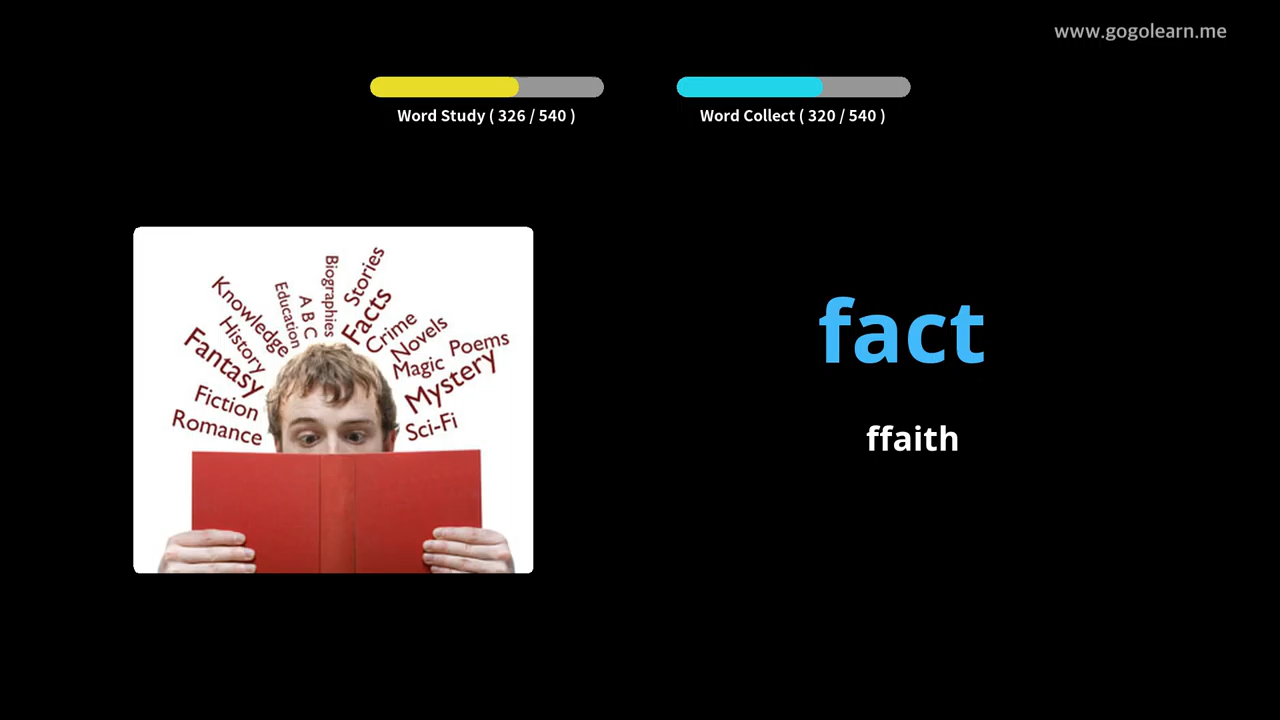 www.gogolearn.me
Word Study ( 326 / 540 )
Word Collect ( 320 / 540 )
Knowledge
History
Fantasy
Fiction
Romance
Education
A B C
Biographies
Stories
Facts
Crime
Novels
Magic
Poems
Mystery
Sci-Fi
fact
ffaith